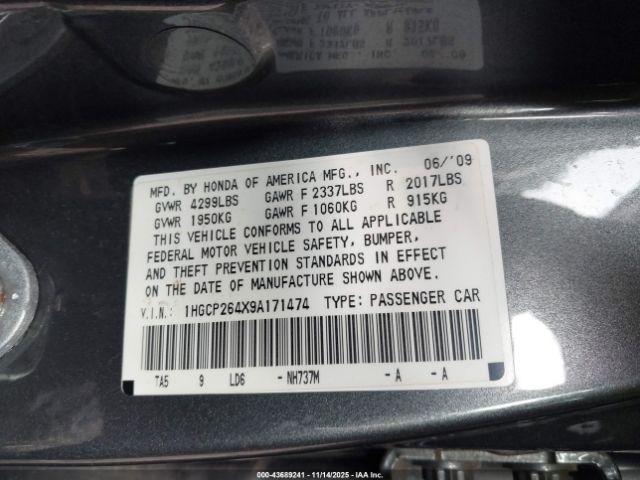 MFD. BY HONDA OF AMERICA MFG., INC. 06/'09
GVWR 4299LBS GAWR F 2337LBS R 2017LBS
GVWR 1950KG GAWR F 1060KG R 915KG
THIS VEHICLE CONFORMS TO ALL APPLICABLE
FEDERAL MOTOR VEHICLE SAFETY, BUMPER,
AND THEFT PREVENTION STANDARDS IN EFFECT
ON THE DATE OF MANUFACTURE SHOWN ABOVE.
V.I.N.: 1HGCP264X9A171474 TYPE: PASSENGER CAR
TA5 9 LD6 - NH737M - A - A
000-43689241 - 11/14/2025 - IAAI.CA